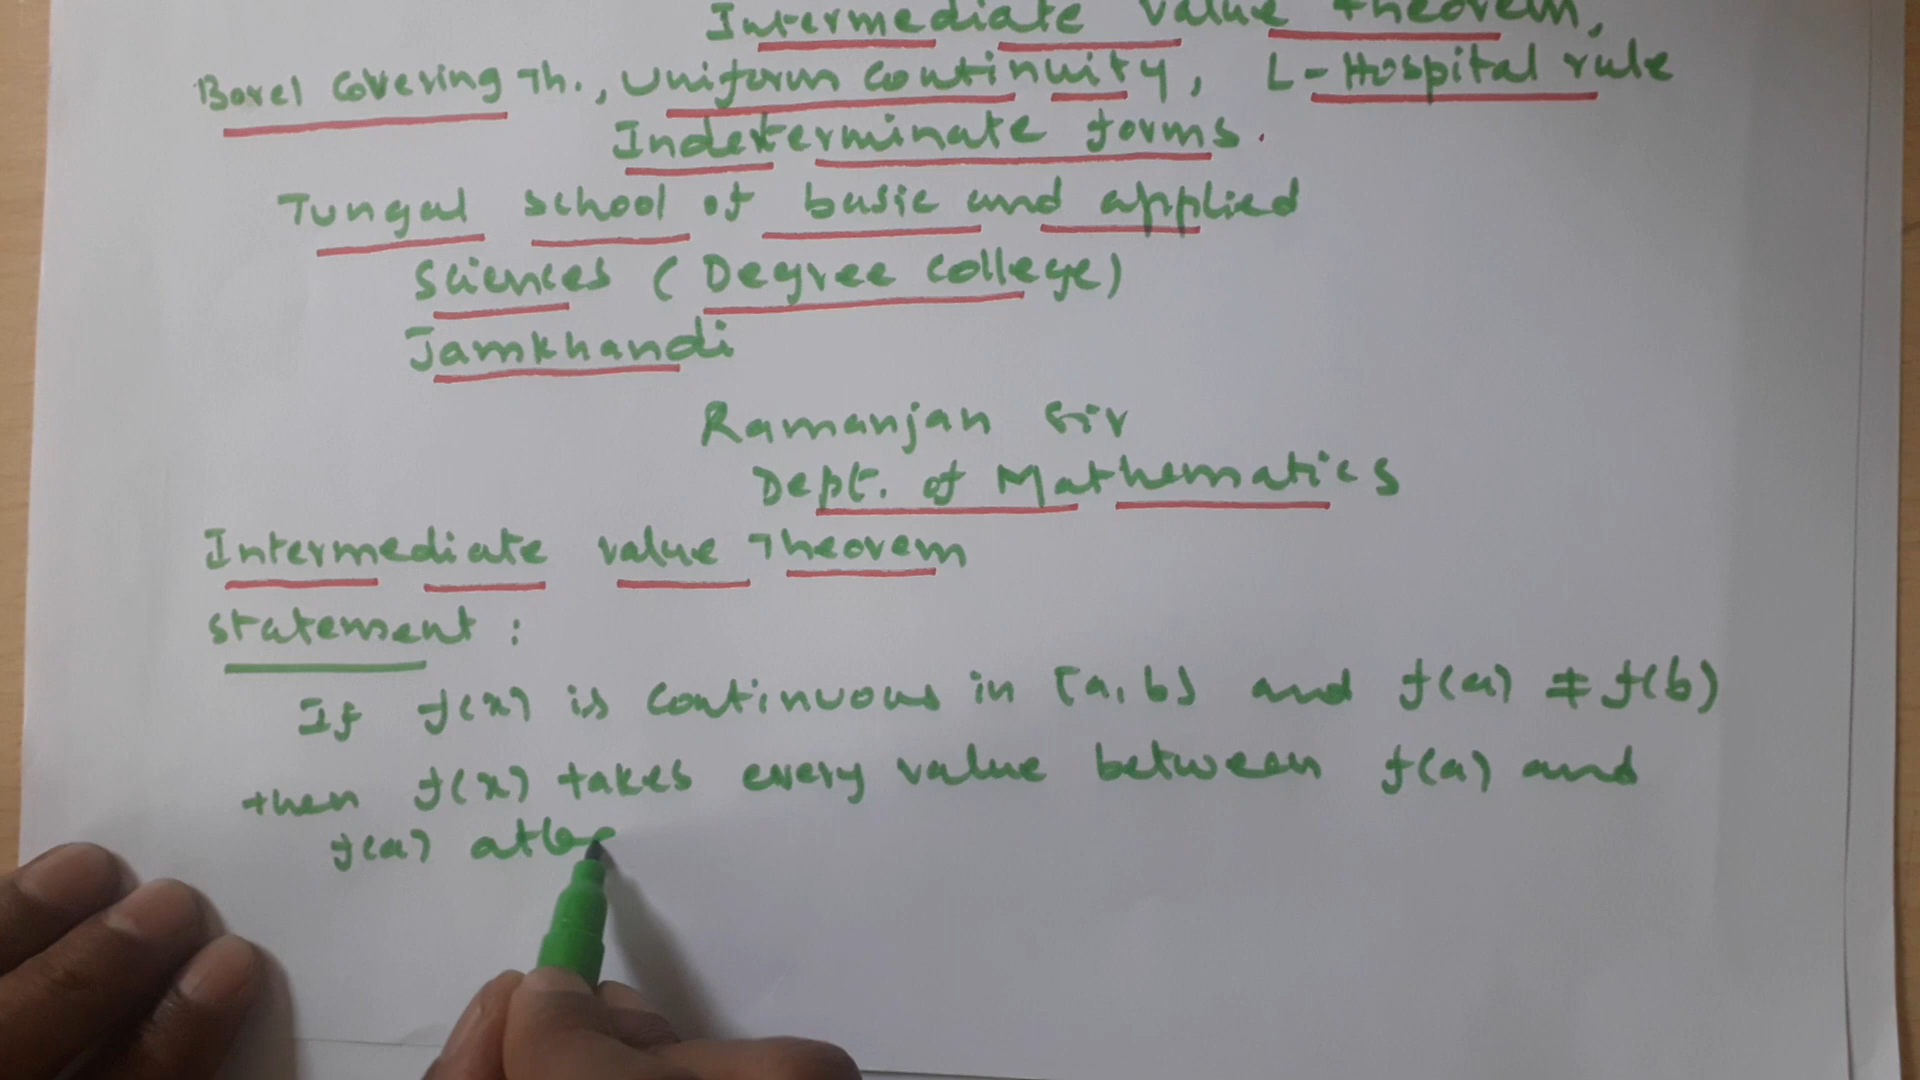 Intermediate value theorem,
Borel Covering Th., Uniform Continuity, L-Hospital rule
Indeterminate forms.
Tungal school of basic and applied
Sciences (Degree college)
Jamkhandi
Ramanjan Sir
Dept. of Mathematics
Intermediate value Theorem
statement :
If f(x) is continuous in [a, b] and f(a) ≠ f(b)
then f(x) takes every value between f(a) and
f(a) atle